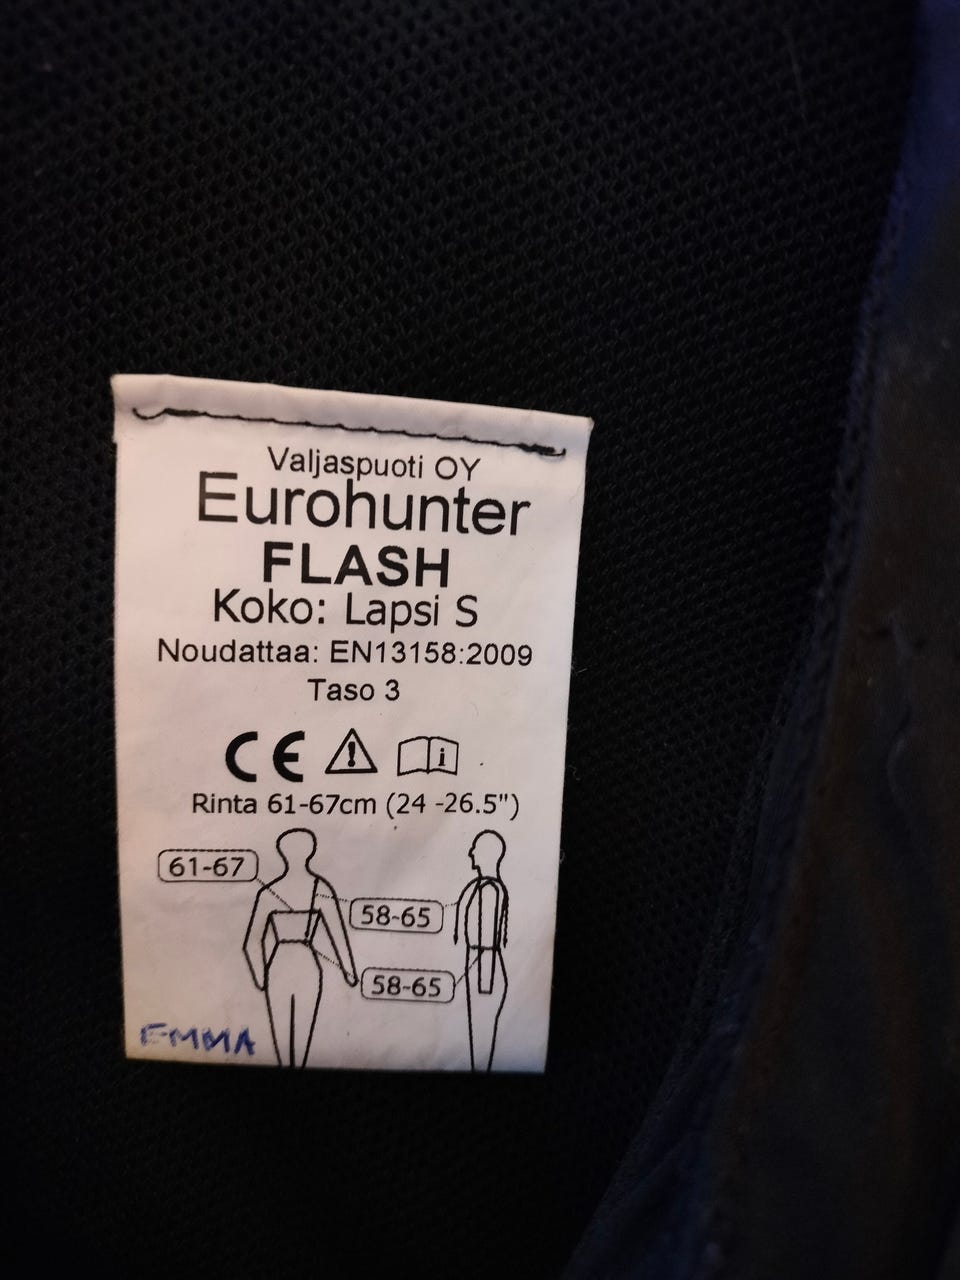 Valjaspuoti OY
Eurohunter
FLASH
Koko: Lapsi S
Noudattaa: EN13158:2009
Taso 3
CE
Rinta 61-67cm (24 -26.5")
61-67
58-65
58-65
EMMA